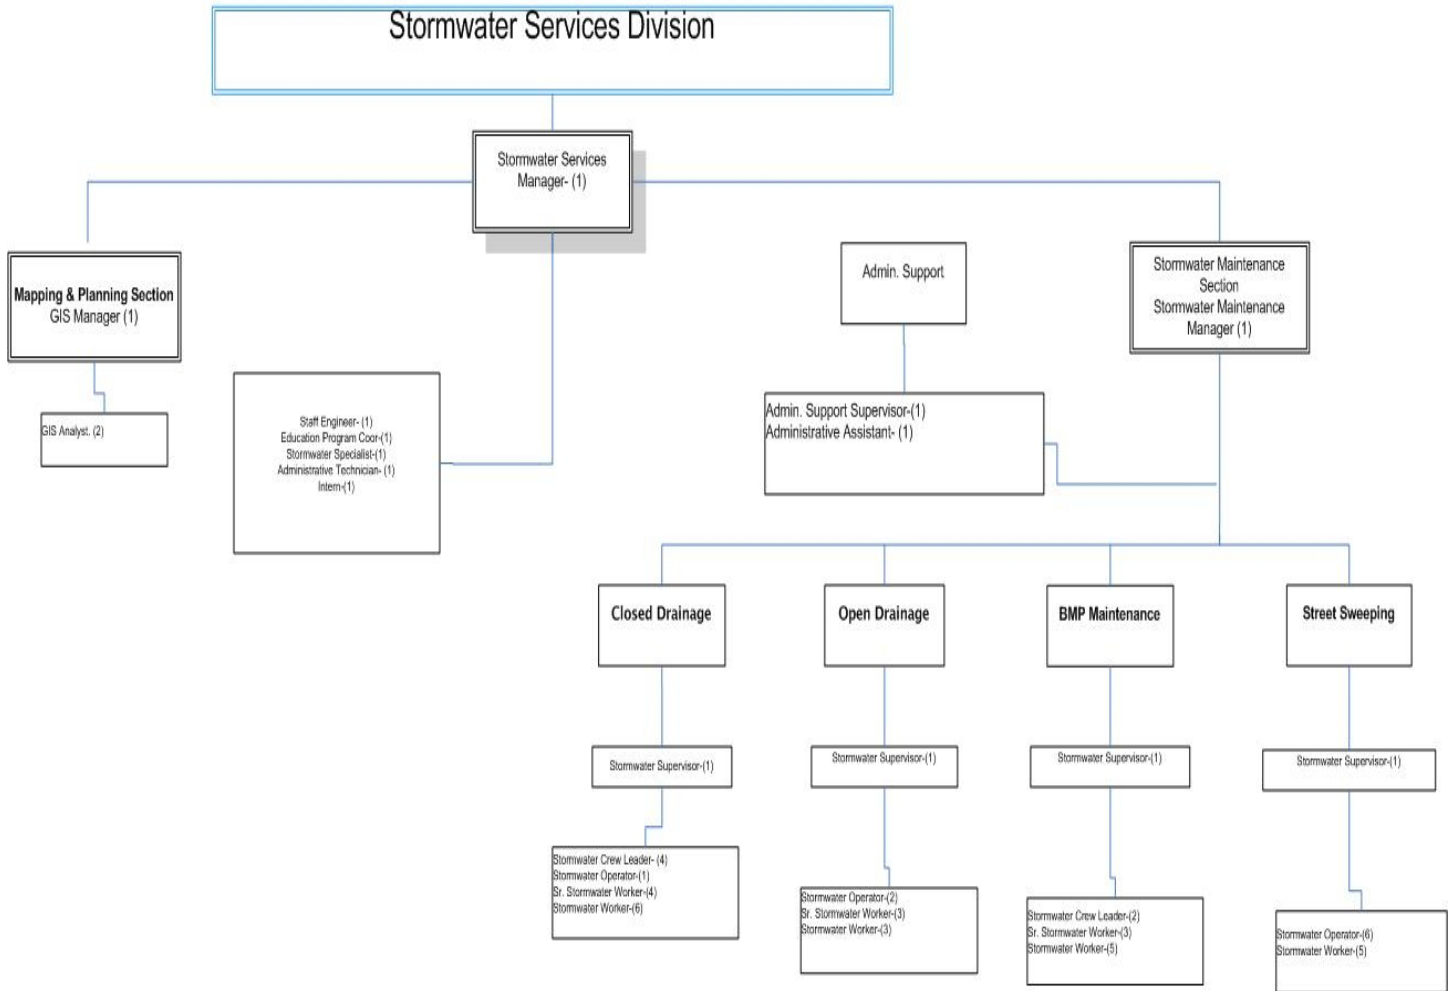 Stormwater Services Division
Stormwater Services
Manager- (1)
Mapping & Planning Section
GIS Manager (1)
GIS Analyst. (2)
Staff Engineer- (1)
Education Program Coor-(1)
Stormwater Specialist-(1)
Administrative Technician- (1)
Intern-(1)
Admin. Support
Admin. Support Supervisor-(1)
Administrative Assistant- (1)
Stormwater Maintenance
Section
Stormwater Maintenance
Manager (1)
Closed Drainage
Stormwater Supervisor-(1)
Stormwater Crew Leader- (4)
Stormwater Operator-(1)
Sr. Stormwater Worker-(4)
Stormwater Worker-(6)
Open Drainage
Stormwater Supervisor-(1)
Stormwater Operator-(2)
Sr. Stormwater Worker-(3)
Stormwater Worker-(3)
BMP Maintenance
Stormwater Supervisor-(1)
Stormwater Crew Leader-(2)
Sr. Stormwater Worker-(3)
Stormwater Worker-(5)
Street Sweeping
Stormwater Supervisor-(1)
Stormwater Operator-(6)
Stormwater Worker-(5)